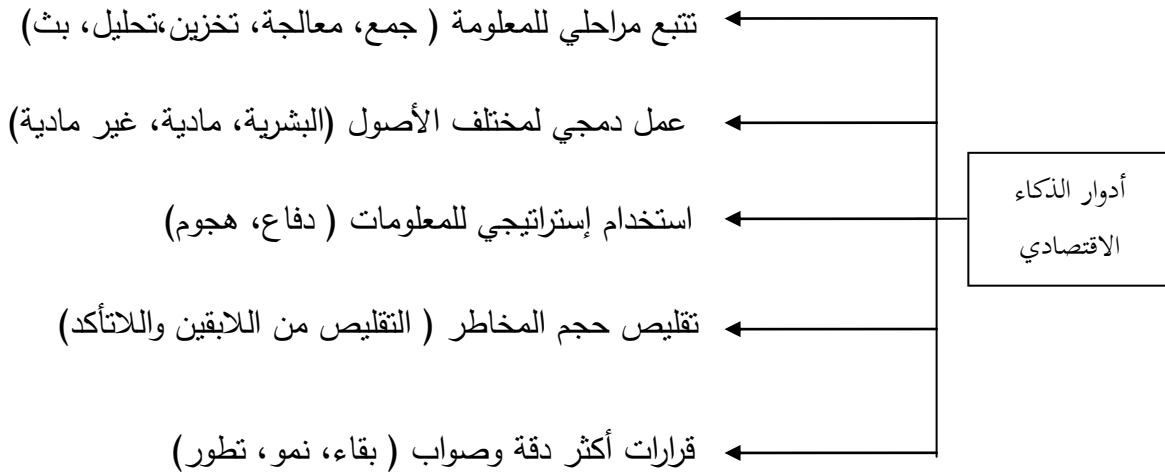 تتبع مراحلي للمعلومة ( جمع، معالجة، تخزين،تحليل، بث)
عمل دمجي لمختلف الأصول (البشرية، مادية، غير مادية)
أدوار الذكاء
الاقتصادي
استخدام إستراتيجي للمعلومات ( دفاع، هجوم)
تقليص حجم المخاطر ( التقليص من اللايقين واللاتأكد)
قرارات أكثر دقة وصواب ( بقاء، نمو، تطور)